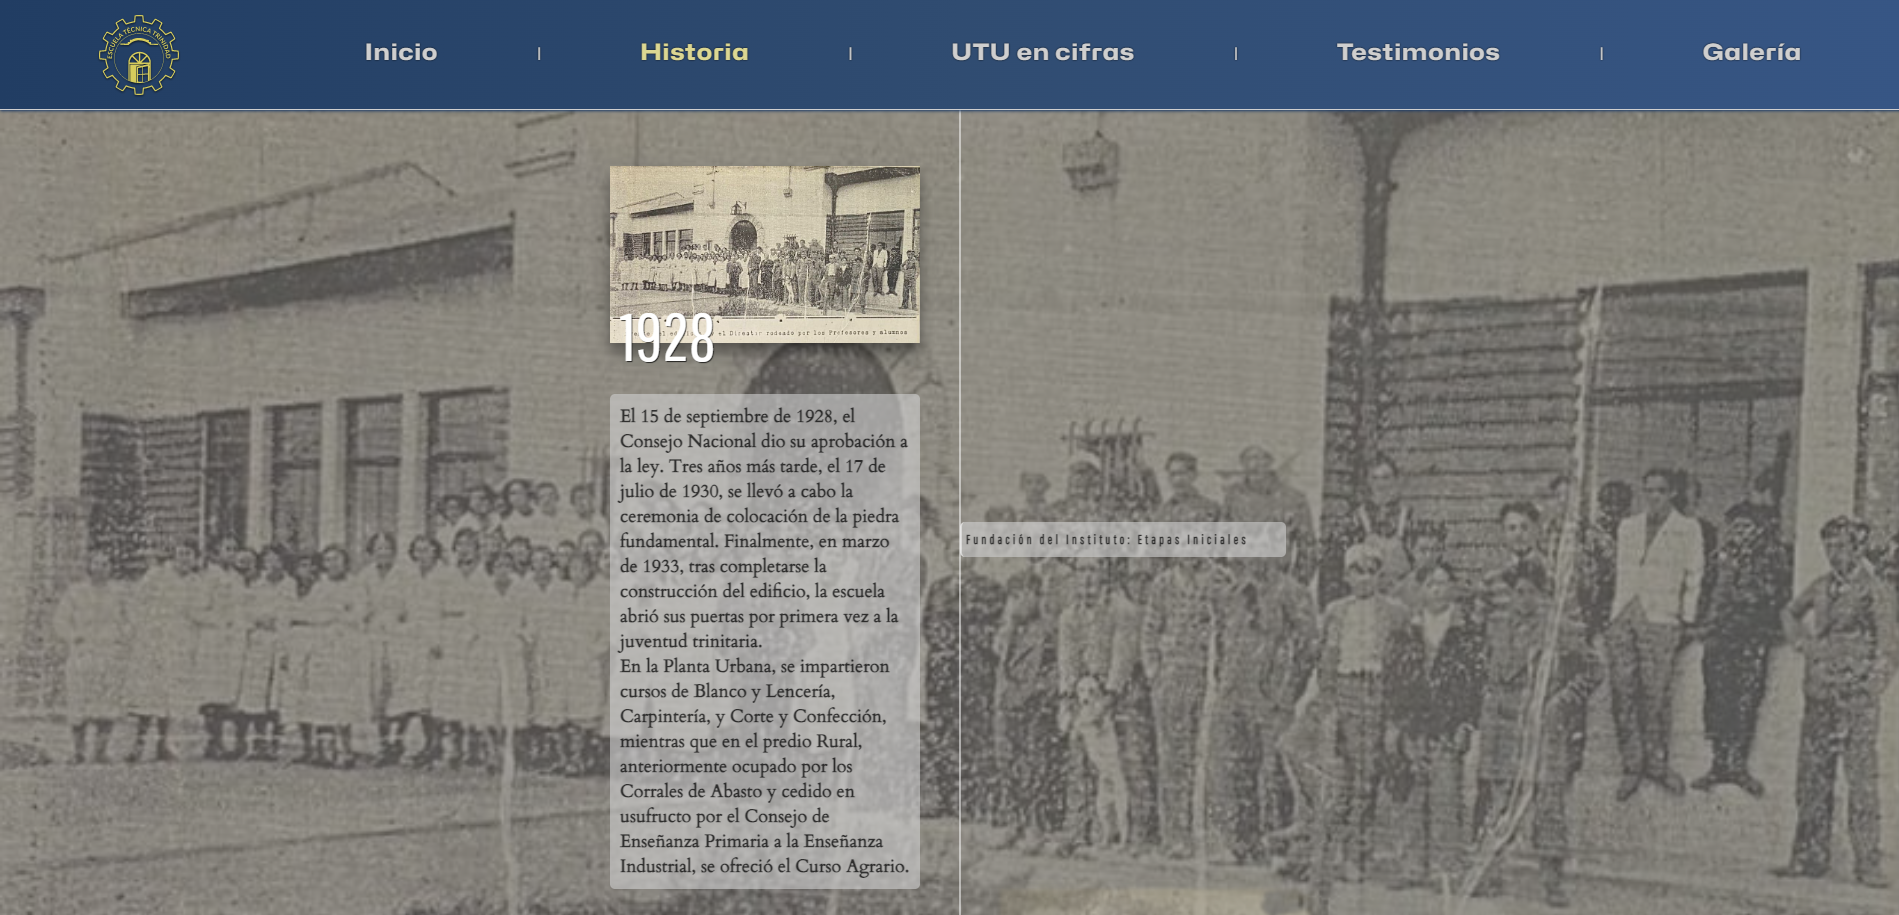 ESCUELA TÉCNICA TRINIDAD
Inicio
Historia
UTU en cifras
Testimonios
Galería
el Director rodeado por los Profesores y alumnos
1928
El 15 de septiembre de 1928, el
Consejo Nacional dio su aprobación a
la ley. Tres años más tarde, el 17 de
julio de 1930, se llevó a cabo la
ceremonia de colocación de la piedra
fundamental. Finalmente, en marzo
de 1933, tras completarse la
construcción del edificio, la escuela
abrió sus puertas por primera vez a la
juventud trinitaria.
En la Planta Urbana, se impartieron
cursos de Blanco y Lencería,
Carpintería, y Corte y Confección,
mientras que en el predio Rural,
anteriormente ocupado por los
Corrales de Abasto y cedido en
usufructo por el Consejo de
Enseñanza Primaria a la Enseñanza
Industrial, se ofreció el Curso Agrario.
Fundación del Instituto: Etapas Iniciales